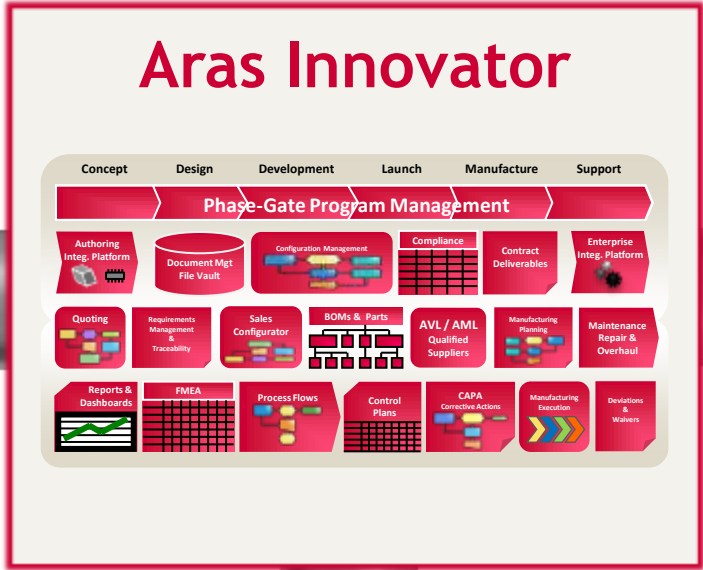 Aras Innovator
Concept Design Development Launch Manufacture Support
Phase-Gate Program Management
Authoring
Integ. Platform
Document Mgt
File Vault
Configuration Management
Compliance
Contract
Deliverables
Enterprise
Integ. Platform
Quoting
Requirements
Management
&
Traceability
Sales
Configurator
BOMs & Parts
AVL / AML
Qualified
Suppliers
Manufacturing
Planning
Maintenance
Repair &
Overhaul
Reports &
Dashboards
FMEA
Process Flows
Control
Plans
CAPA
Corrective Actions
Manufacturing
Execution
Deviations
&
Waivers